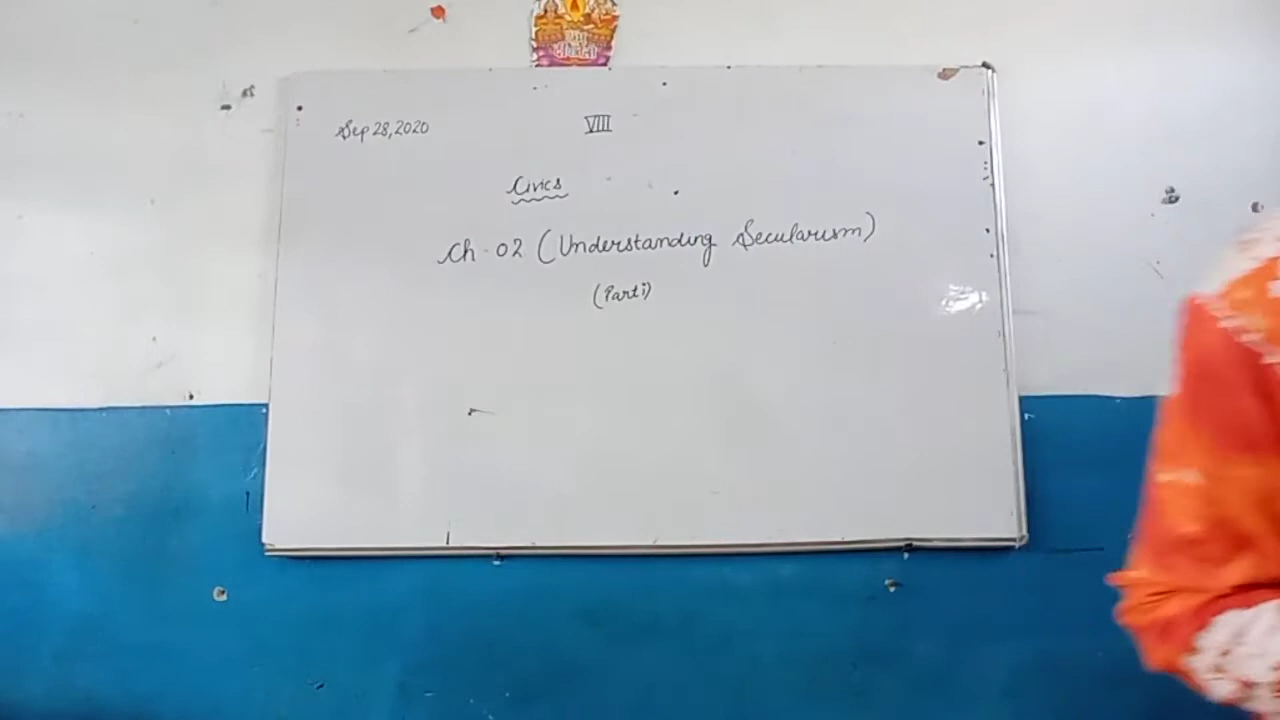 Sep 28,2020
VIII
Civics
Ch-02 (Understanding Secularism)
(Part i)
शुभ